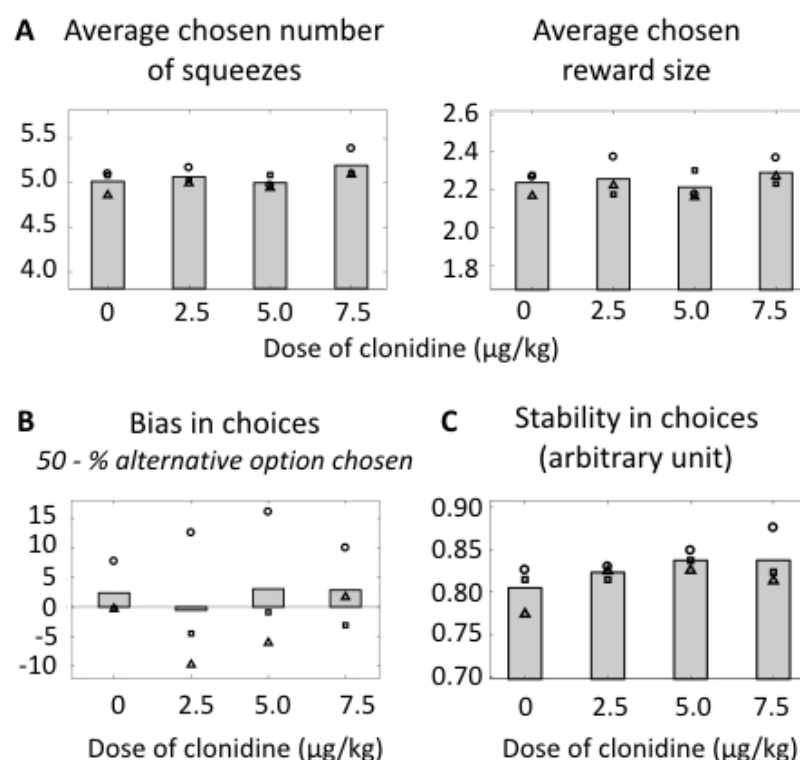 A Average chosen number
of squeezes
Average chosen
reward size
5.5
5.0
4.5
4.0
0 2.5 5.0 7.5
2.6
2.4
2.2
2.0
1.8
0 2.5 5.0 7.5
Dose of clonidine (µg/kg)
B Bias in choices
50 - % alternative option chosen
15
10
5
0
-5
-10
0 2.5 5.0 7.5
Dose of clonidine (µg/kg)
C Stability in choices
(arbitrary unit)
0.90
0.85
0.80
0.75
0.70
0 2.5 5.0 7.5
Dose of clonidine (µg/kg)